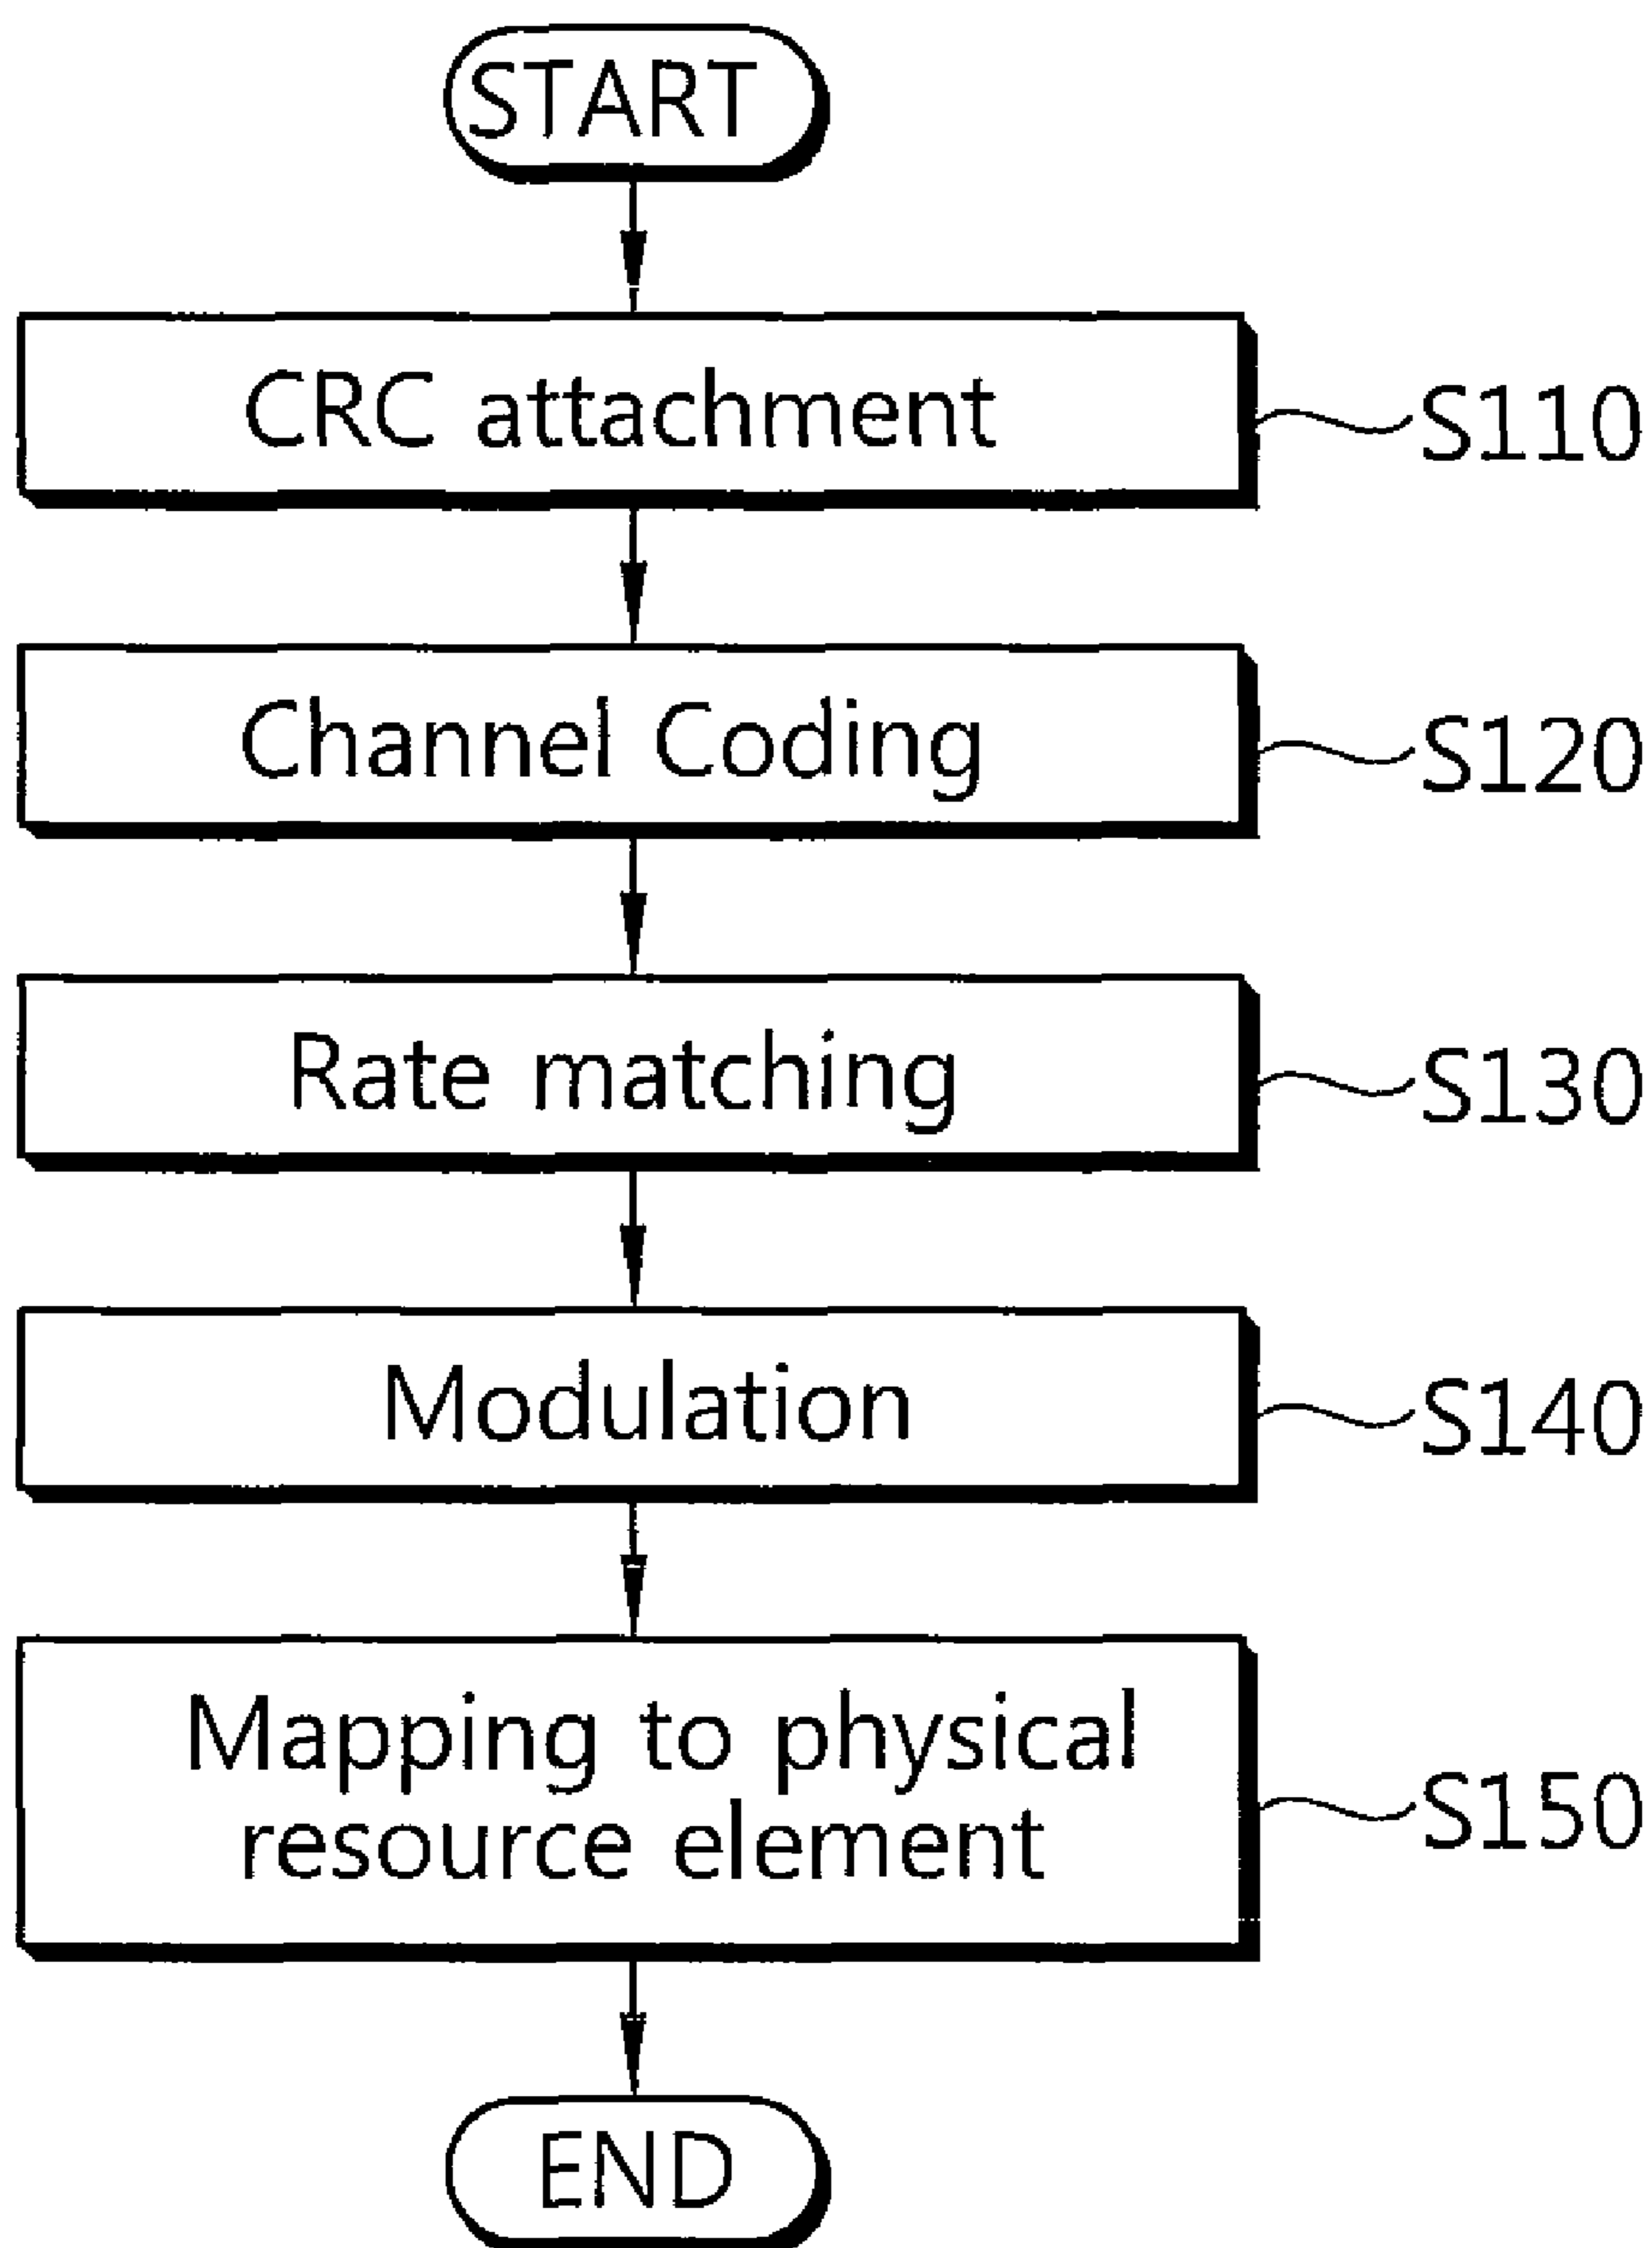 START
CRC attachment
S110
Channel Coding
S120
Rate matching
S130
Modulation
S140
Mapping to physical
resource element
S150
END